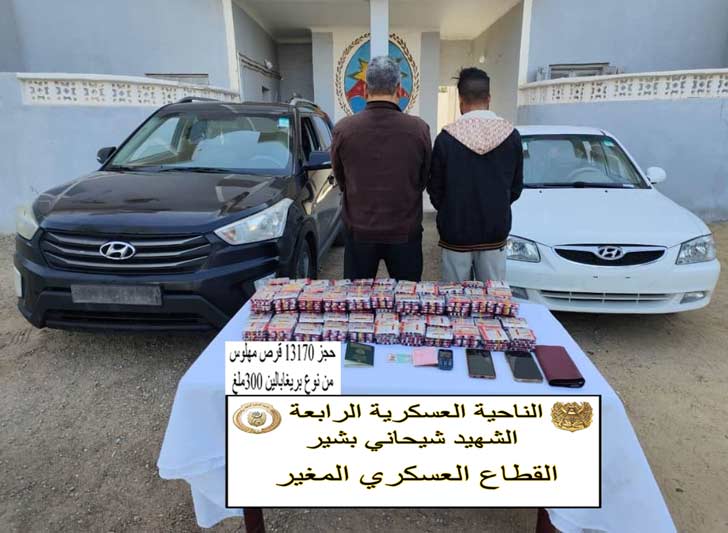 حجز 13170 قرص مهلوس
من نوع بريغابالين 300ملغ
الناحية العسكرية الرابعة
الشهيد شيحاني بشير
القطاع العسكري المغير